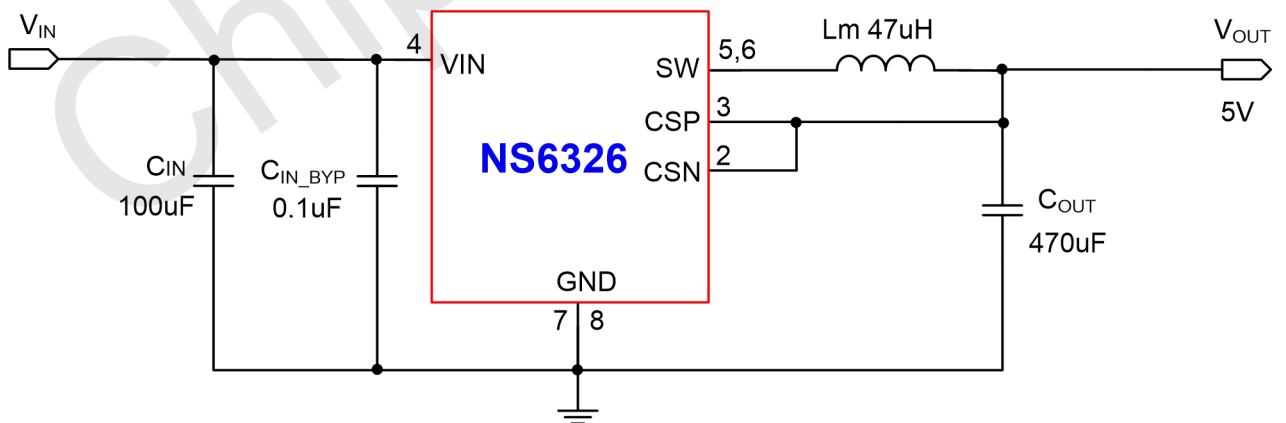 Chip
VIN
4
VIN
CIN
100uF
CIN_BYP
0.1uF
NS6326
SW
5,6
CSP
3
CSN
2
GND
7 8
Lm 47uH
VOUT
5V
COUT
470uF